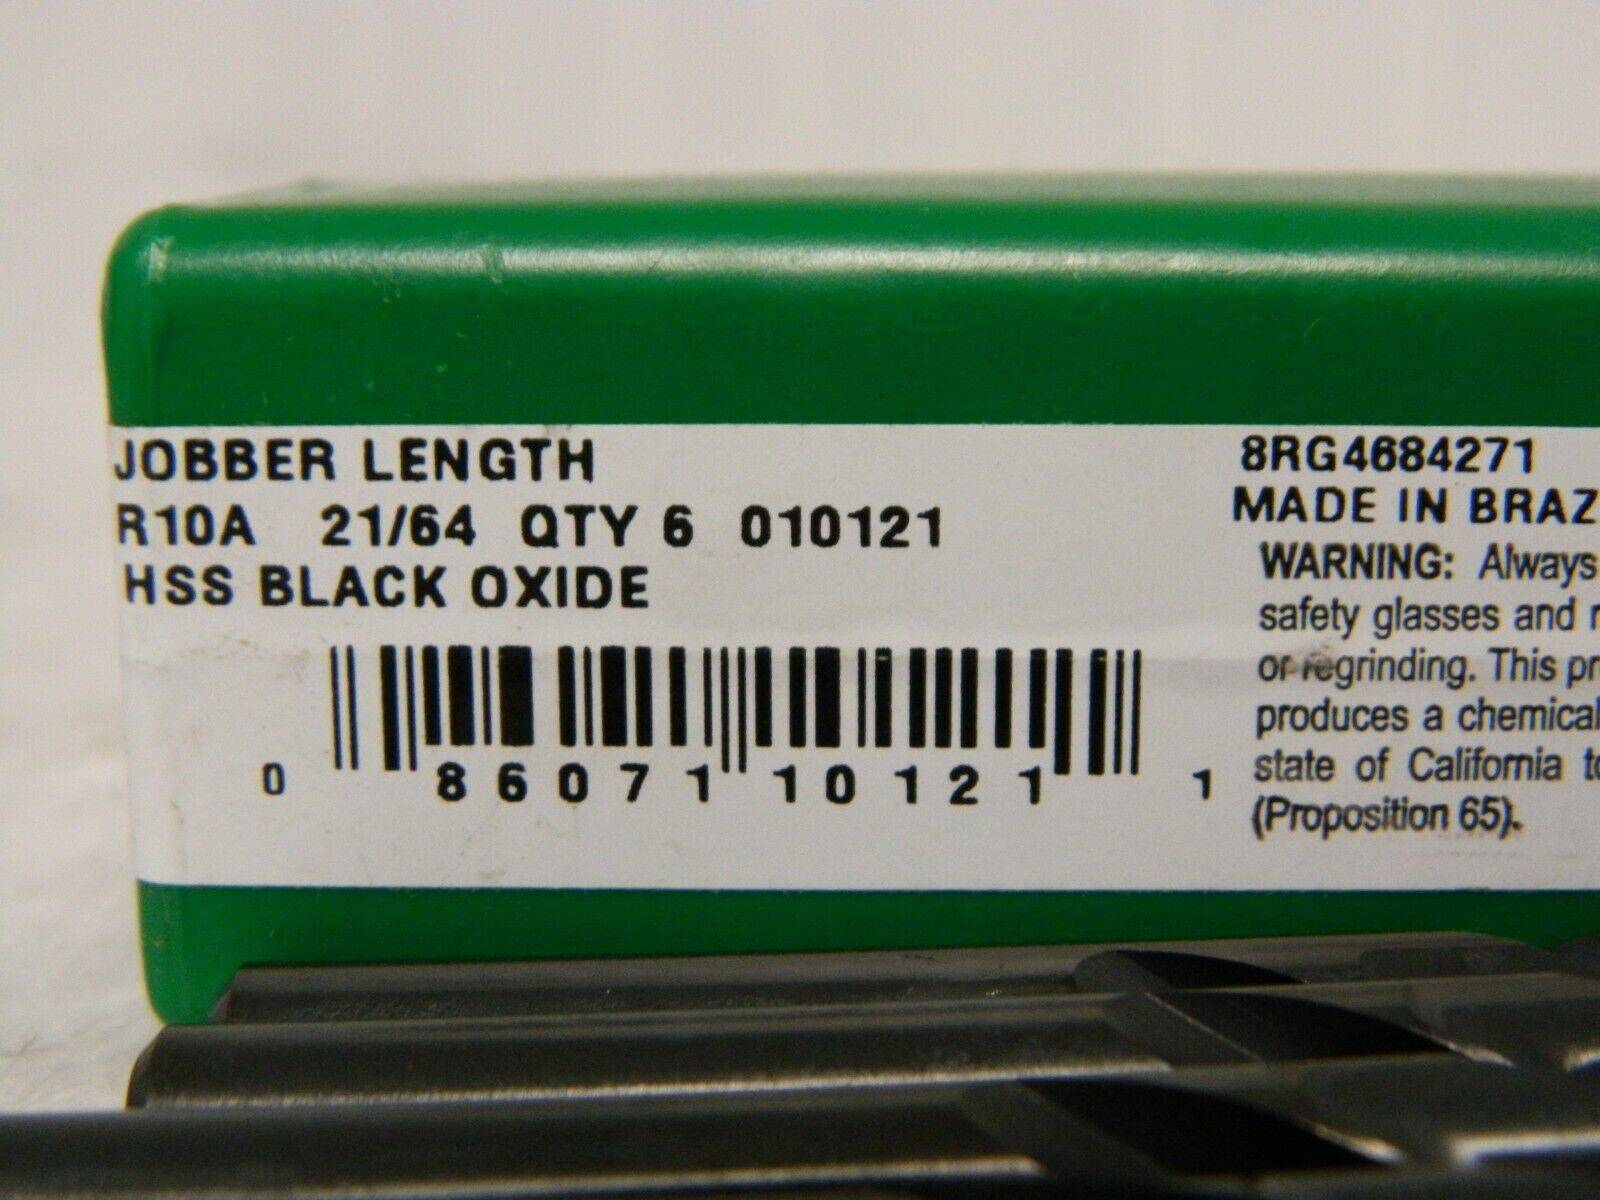 JOBBER LENGTH
R10A 21/64 QTY 6 010121
HSS BLACK OXIDE
0 86071 10121 1
8RG4684271
MADE IN BRAZ
WARNING: Always
safety glasses and
or regrinding. This pr
produces a chemical
state of California to
(Proposition 65).